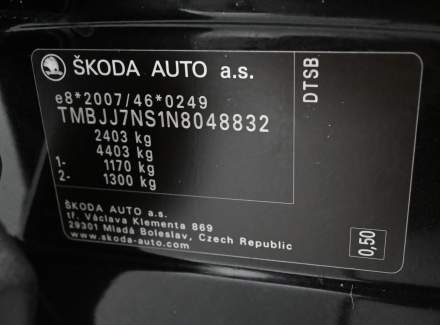 ŠKODA AUTO a.s.
e8*2007/46*0249
TMBJJ7NS1N8048832
2403 kg
4403 kg
1- 1170 kg
2- 1300 kg
DTSB
ŠKODA AUTO a.s.
tř. Václava Klementa 869
29301 Mladá Boleslav, Czech Republic
www.skoda-auto.com
0,50